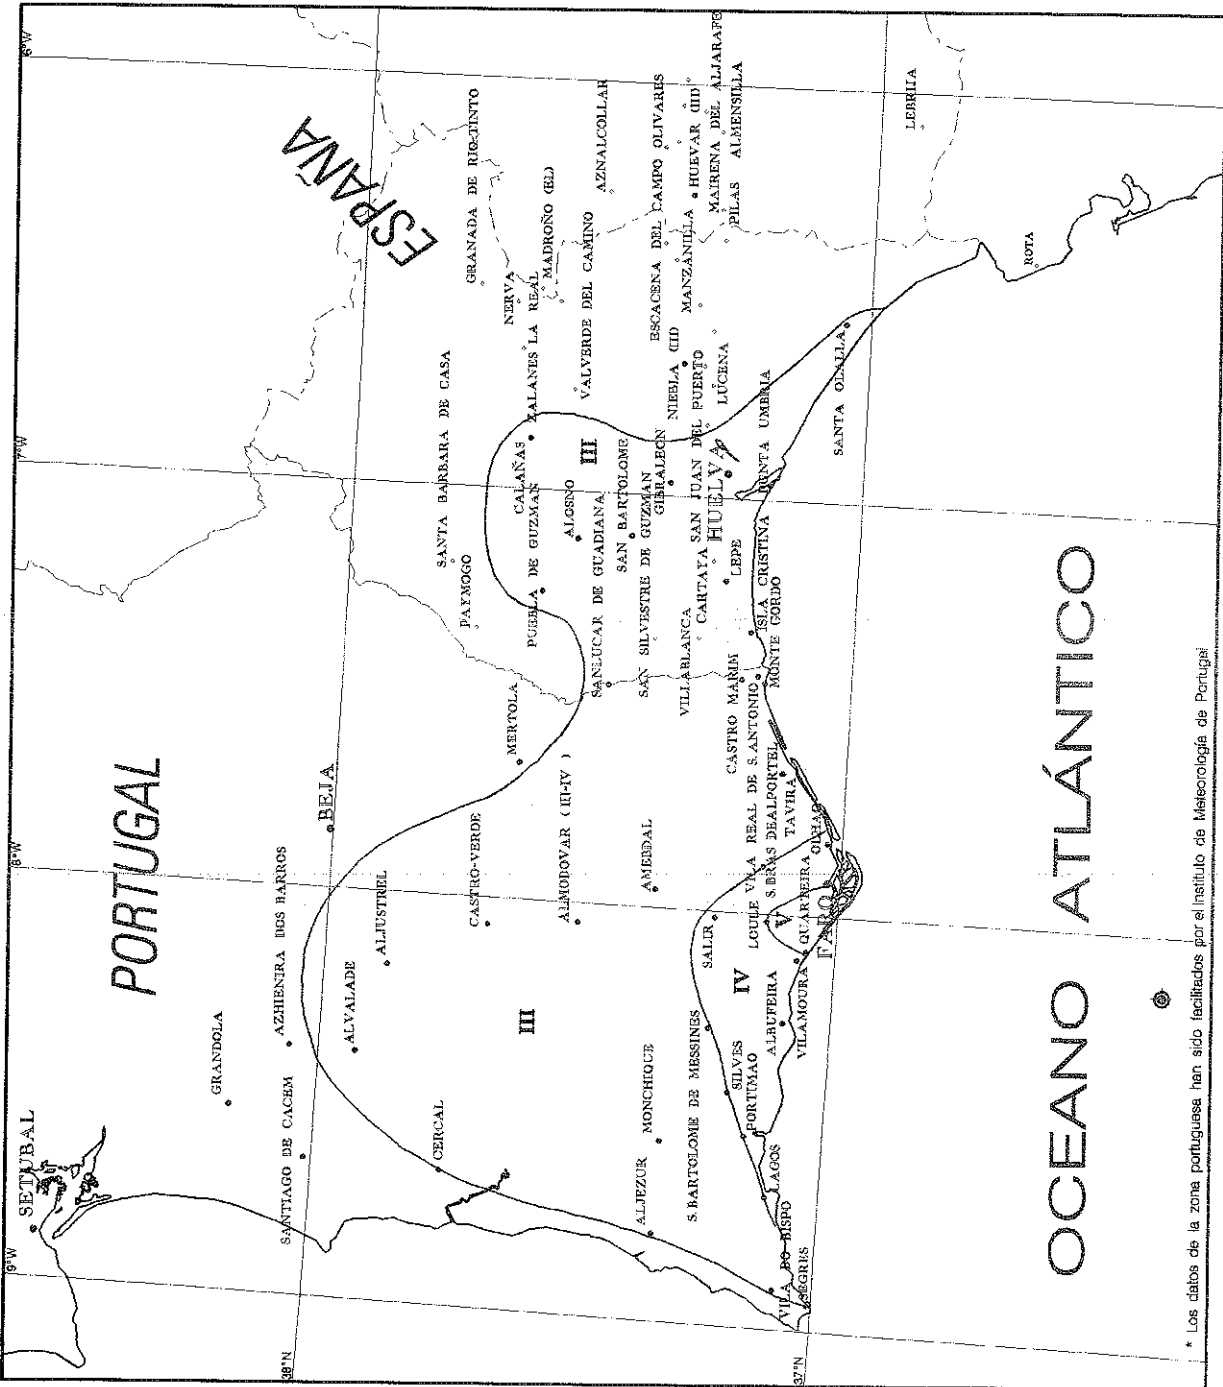 9°W
8°W
7°W
6°W
38°N
37°N
PORTUGAL
ESPAÑA
SETUBAL
GRANDOLA
SANTIAGO DE CACEM
AZHIENIRA DOS BARROS
BEJA
ALVALADE
ALJUSTREL
CERCAL
CASTRO-VERDE
MERTOLA
ALMODOVAR (III-IV )
III
ALJEZUR
MONCHIQUE
AMEBDAL
S.BARTOLOME DE MESSINES
SALIR
IV
SILVES
PORTIMAO
LAGOS
VILA DO BISPO
SEGRES
ALBUFEIRA
VILAMOURA
QUARTEIRA
V
LOULE
VILA REAL DE S.ANTONIO
S.BRAS DEALPORTEL
TAVIRA
OLHAO
FARO
CASTRO MARIM
MONTE GORDO
SANTA BARBARA DE CASA
PAYMOGO
GRANADA DE RIO-TINTO
NERVA
MADROÑO (EL)
CALAÑAS
ZALANES LA REAL
PUEBLA DE GUZMAN
VALVERDE DEL CAMINO
AZNALCOLLAR
III
ALOSNO
SANLUCAR DE GUADIANA
SAN BARTOLOME
SAN SILVESTRE DE GUZMAN
GIBRALEON
NIEBLA (III)
ESCACENA DEL CAMPO
OLIVARES
MANZANILLA
HUEVAR (III)
MAIRENA DEL ALJARAFE
PILAS
ALMENSILLA
VILLABLANCA
CARTAYA
SAN JUAN DEL PUERTO
LUCENA
HUELVA
LEPE
ISLA CRISTINA
PUNTA UMBRIA
SANTA OLALLA
LEBRIJA
ROTA
OCEANO ATLÁNTICO
* Los datos de la zona portuguesa han sido facilitados por el Instituto de Meteorología de Portugal